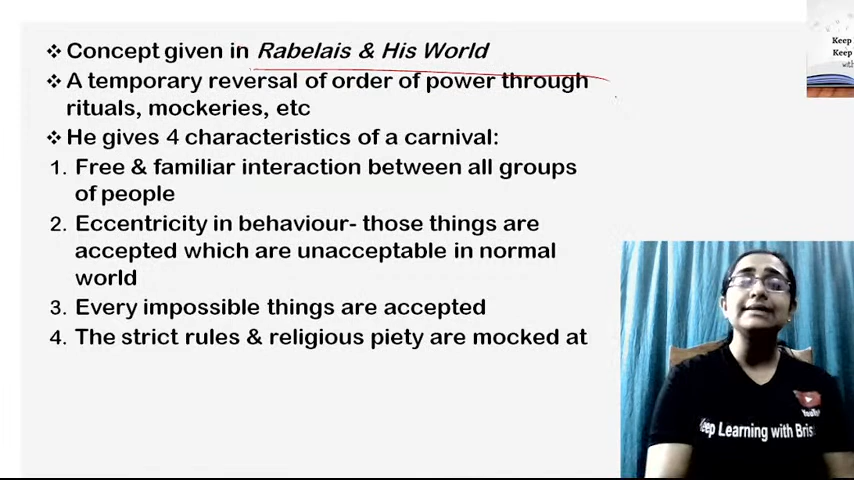 ❖ Concept given in Rabelais & His World
❖ A temporary reversal of order of power through
rituals, mockeries, etc
❖ He gives 4 characteristics of a carnival:
1. Free & familiar interaction between all groups
of people
2. Eccentricity in behaviour- those things are
accepted which are unacceptable in normal
world
3. Every impossible things are accepted
4. The strict rules & religious piety are mocked at
Keep
Keep
with
YouTu
eep Learning with Bris